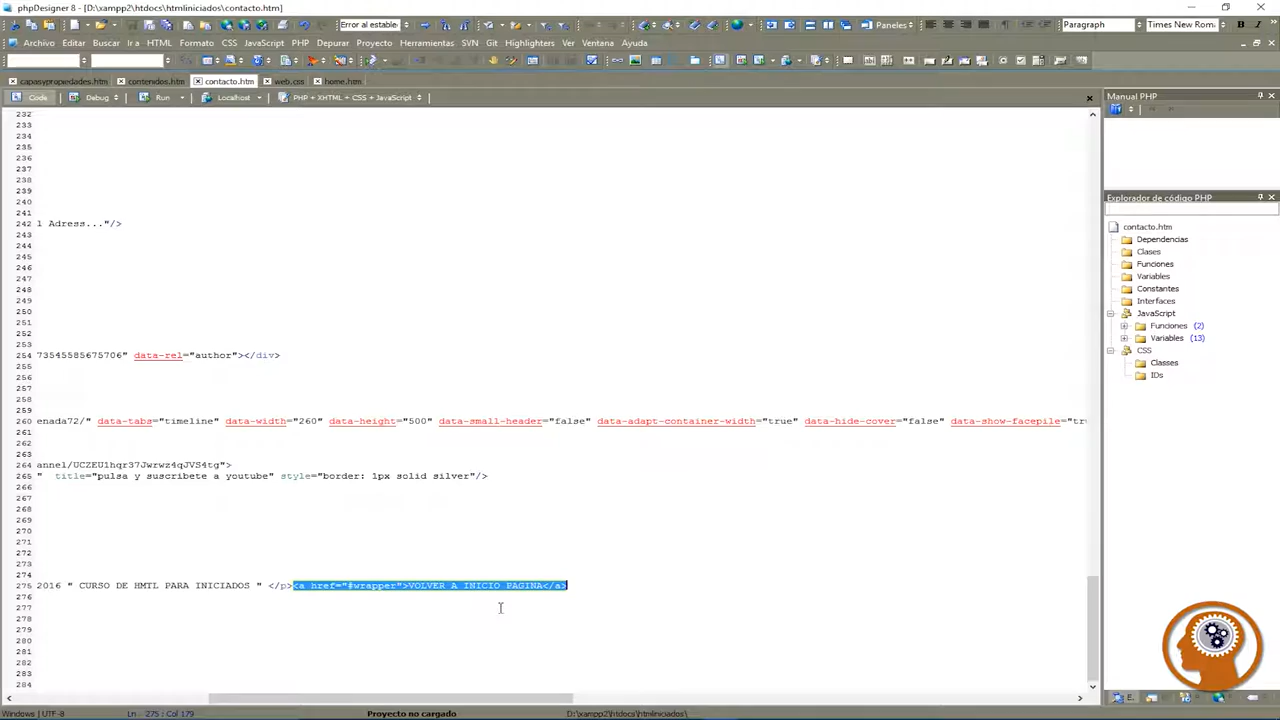 phpDesigner 8 - [D:\xampp2\htdocs\htmliniciados\contacto.htm]
Error al estable
Paneles
Paragraph
Times New Rom
Archivo Editar Buscar Ir a HTML Formato CSS JavaScript PHP Depurar Proyecto Herramientas SVN Git Highlighters Ver Ventana Ayuda
capasypropiedades.htm contenidos.htm contacto.htm web.css home.htm
Code Debug Run Localhost PHP + XHTML + CSS + JavaScript
Manual PHP
Explorador de código PHP
contacto.htm
Dependencias
Clases
Funciones
Variables
Constantes
Interfaces
JavaScript
Funciones (2)
Variables (13)
CSS
Classes
IDs
232
233
234
235
236
237
238
239
240
241
242 l Adress..."/>
243
244
245
246
247
248
249
250
251
252
253
254 73545585675706" data-rel="author"></div>
255
256
257
258
259
260 enada72/" data-tabs="timeline" data-width="260" data-height="500" data-small-header="false" data-adapt-container-width="true" data-hide-cover="false" data-show-facepile="tr
261
262
263
264 annel/UCZEU1hqr37Jwrwz4qJVS4tg">
265 " title="pulsa y suscribete a youtube" style="border: 1px solid silver"/>
266
267
268
269
270
271
272
273
274
275 2016 " CURSO DE HMTL PARA INICIADOS " </p><a href="#wrapper">VOLVER A INICIO PAGINA</a>
276
277
278
279
280
281
282
283
284
E.
Windows UTF-8 Ln : 275 : Col 179 Proyecto no cargado D:\xampp2\htdocs\htmliniciados\